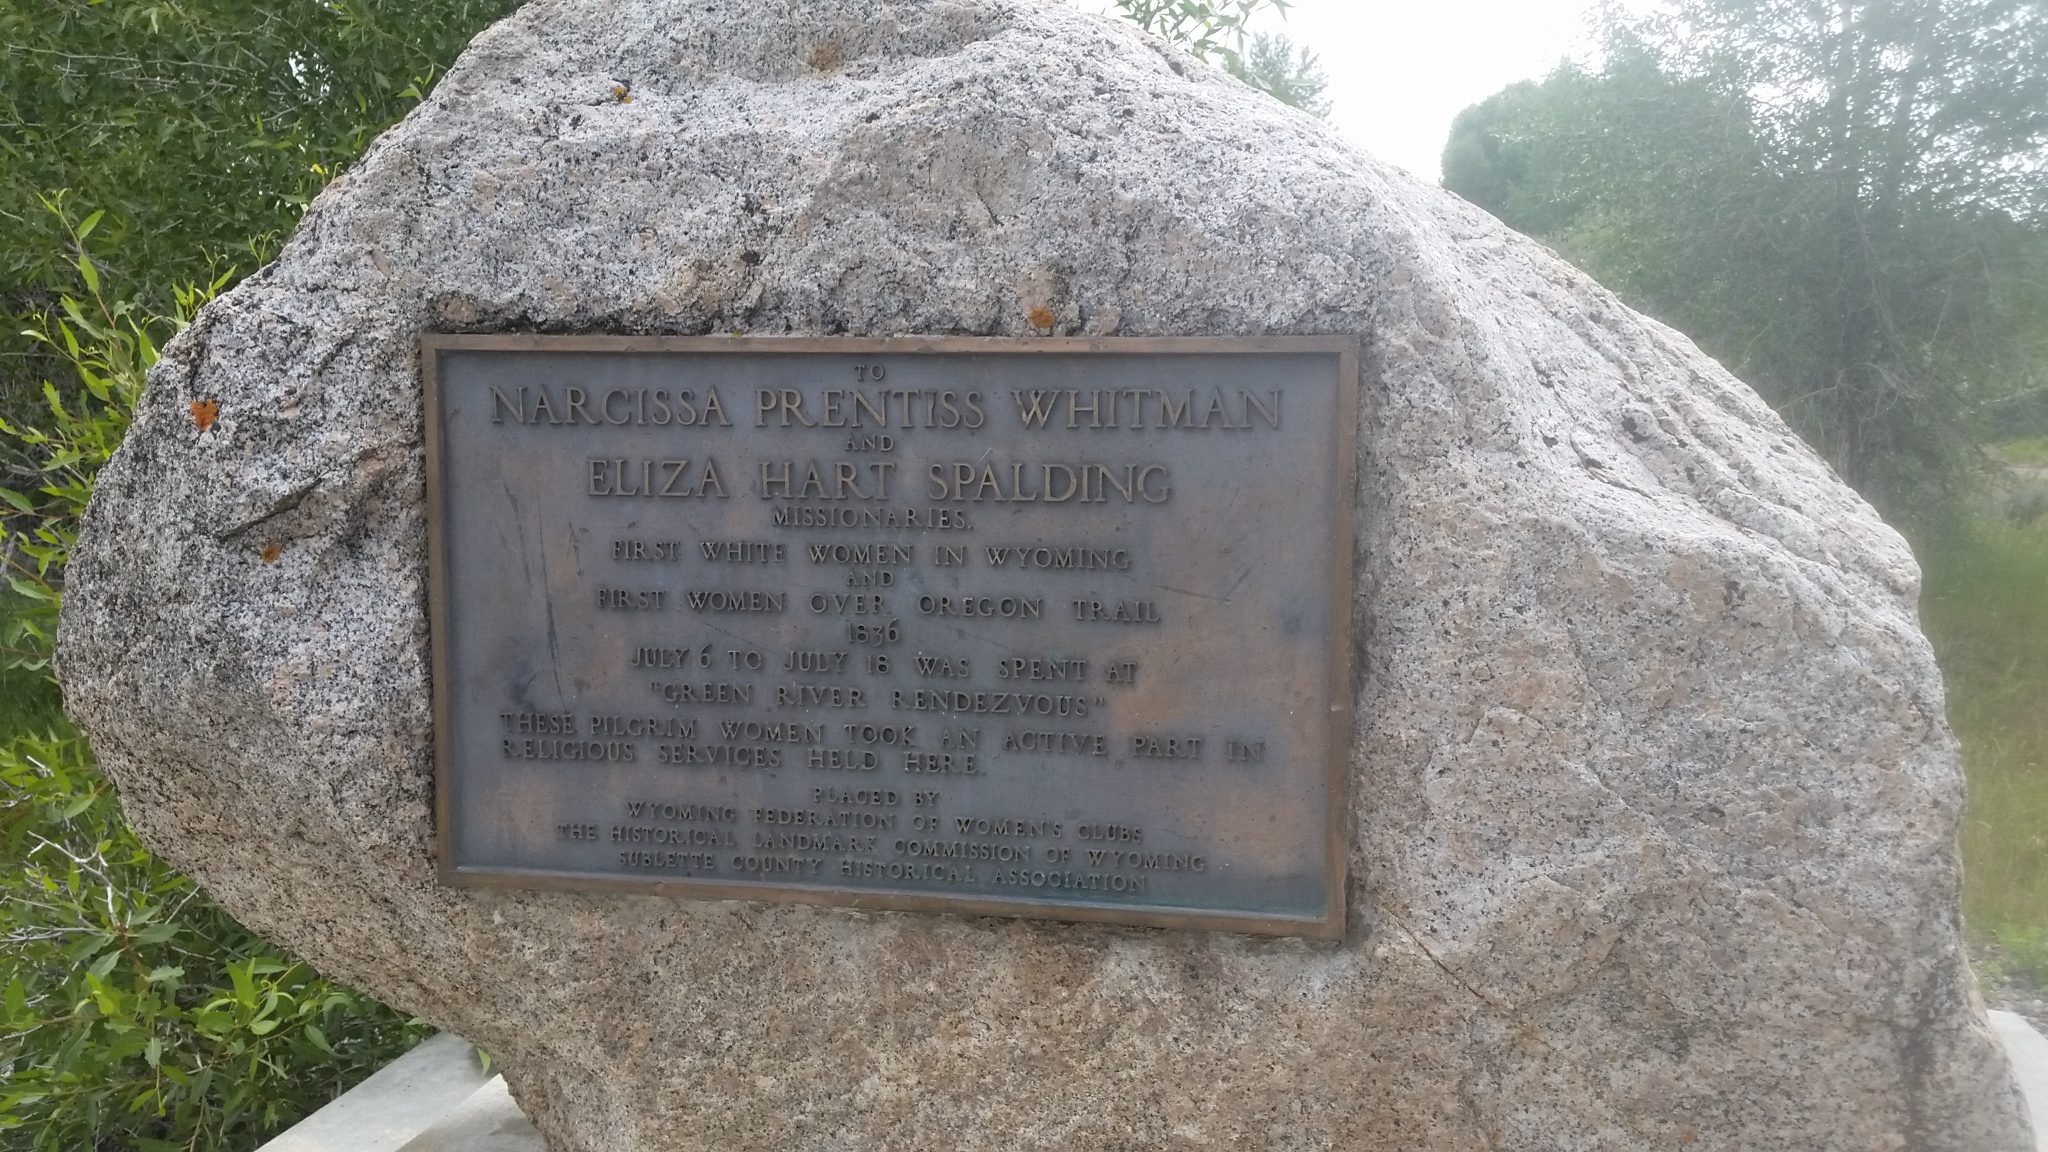 TO
NARCISSA PRENTISS WHITMAN
AND
ELIZA HART SPALDING
MISSIONARIES.
FIRST WHITE WOMEN IN WYOMING
AND
FIRST WOMEN OVER OREGON TRAIL
1836
JULY 6 TO JULY 18 WAS SPENT AT
"GREEN RIVER RENDEZVOUS"
THESE PILGRIM WOMEN TOOK AN ACTIVE PART IN
RELIGIOUS SERVICES HELD HERE.
PLACED BY
WYOMING FEDERATION OF WOMEN'S CLUBS
THE HISTORICAL LANDMARK COMMISSION OF WYOMING
SUBLETTE COUNTY HISTORICAL ASSOCIATION